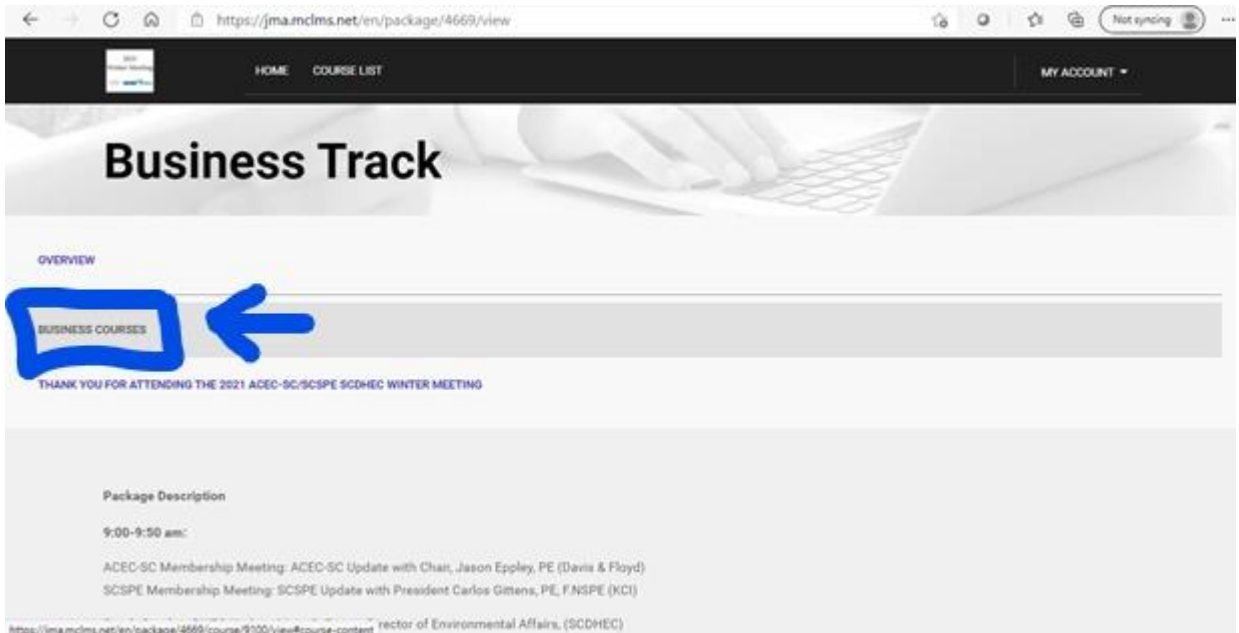 https://jma.mclms.net/en/package/4669/view
Not syncing
HOME COURSE LIST
MY ACCOUNT
Business Track
OVERVIEW
BUSINESS COURSES
THANK YOU FOR ATTENDING THE 2021 ACEC-SC/SCSPE SCDHEC WINTER MEETING
Package Description
9:00-9:50 am:
ACEC-SC Membership Meeting: ACEC-SC Update with Chair, Jason Eppley, PE (Davis & Floyd)
SCSPE Membership Meeting: SCSPE Update with President Carlos Gittens, PE, F.NSPE (KCI)
rector of Environmental Affairs, (SCDHEC)
https://jma.mclms.net/en/package/4669/course/9100/view#course-content